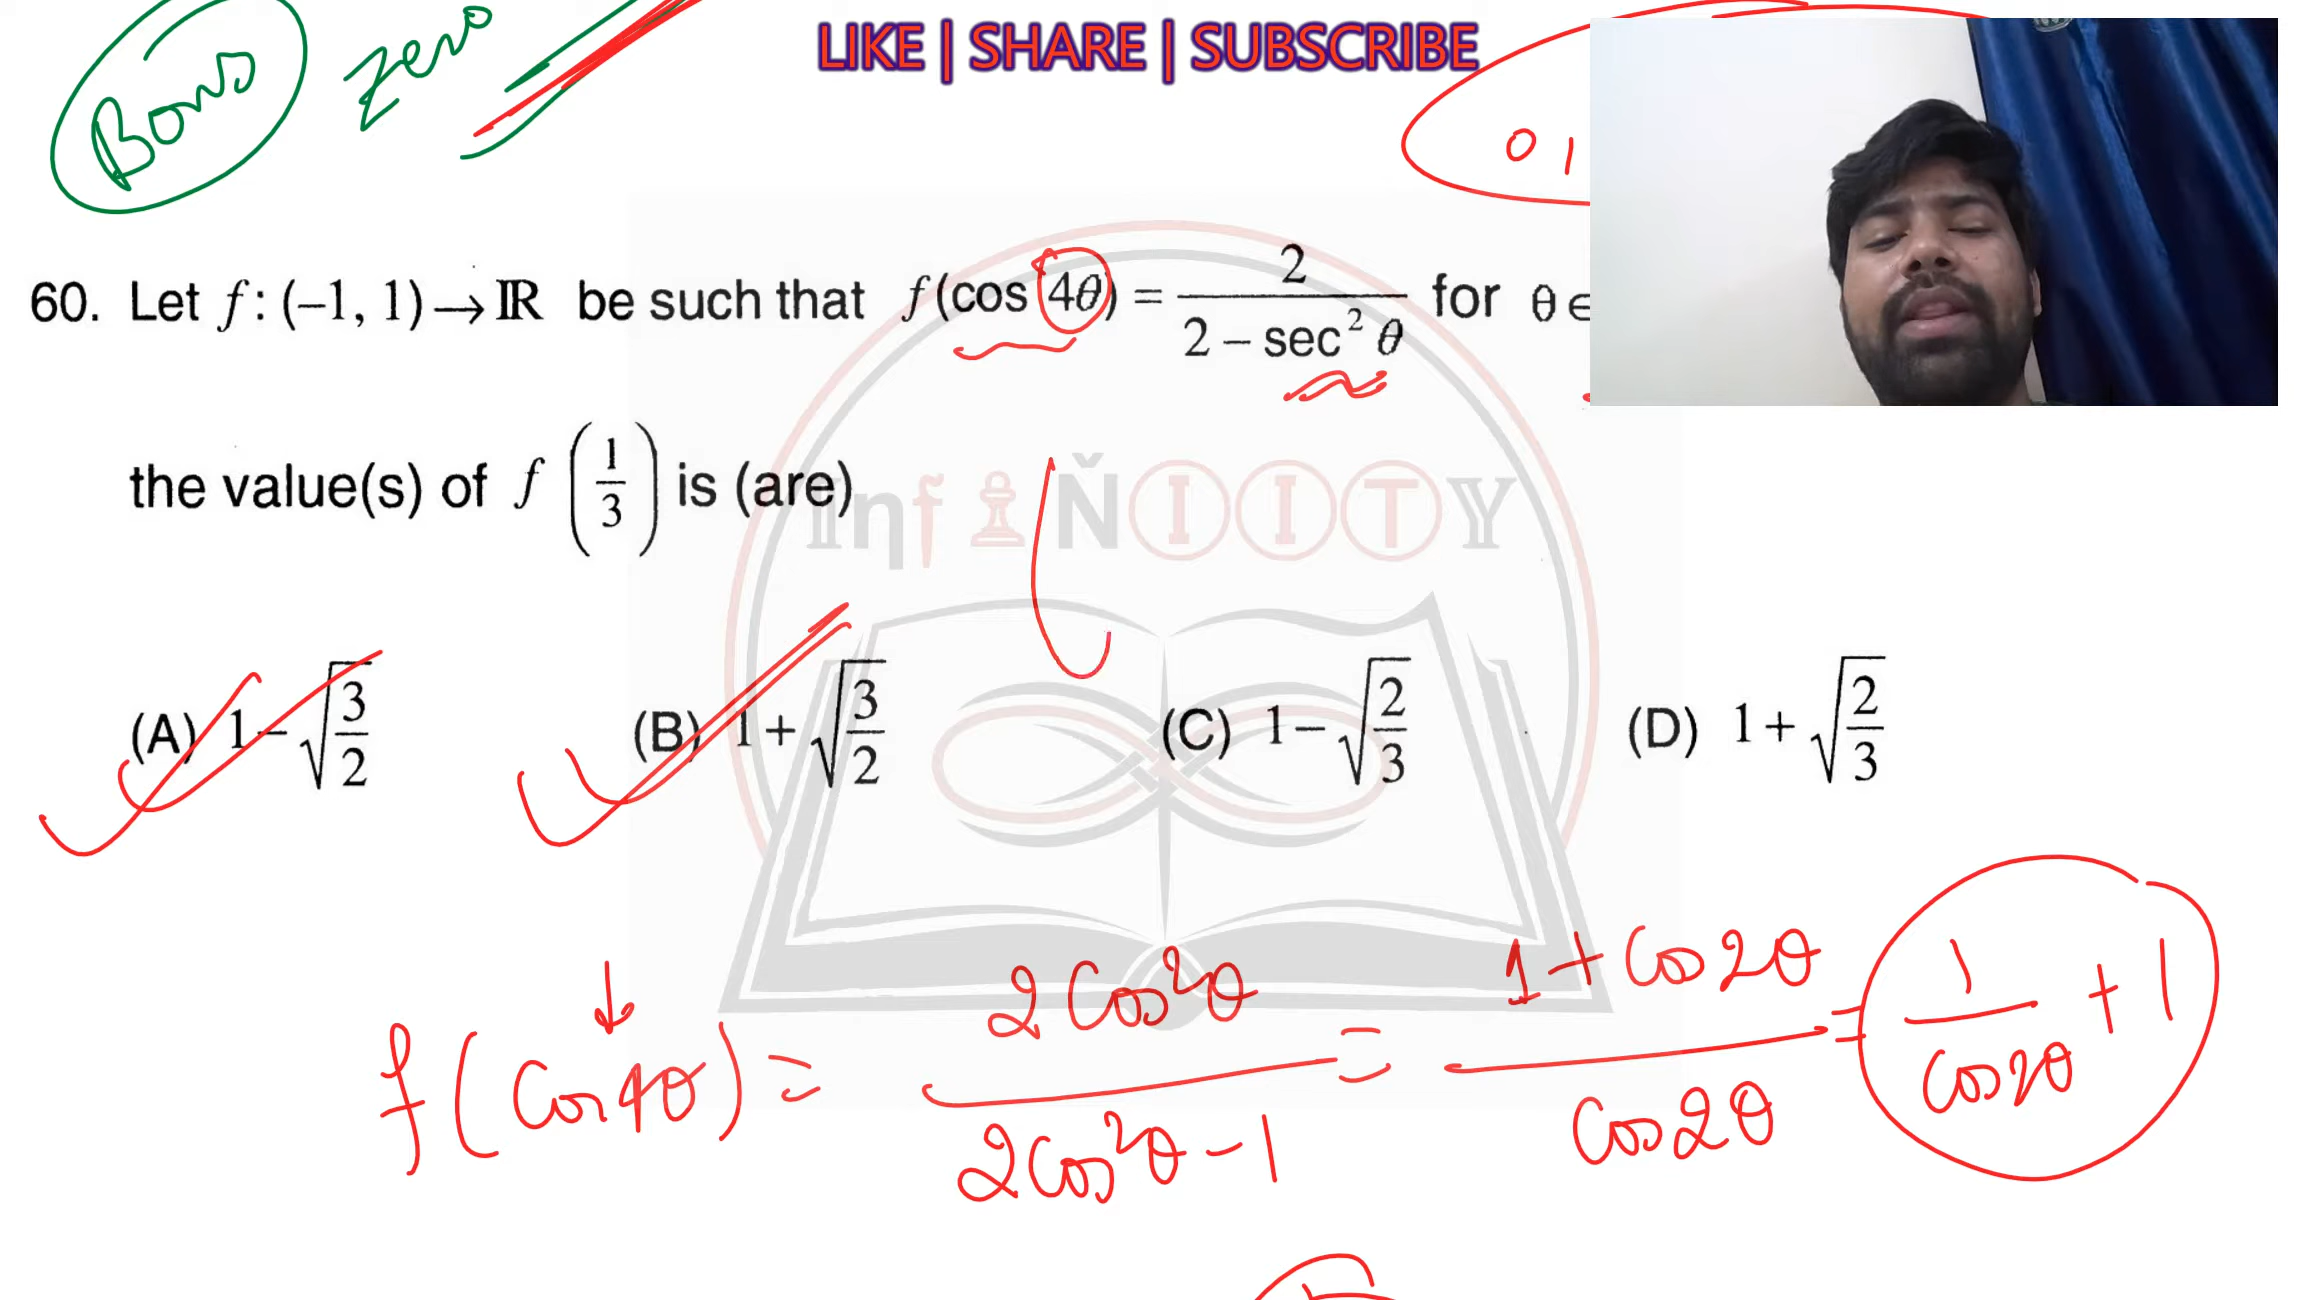 Bonus zero
LIKE | SHARE | SUBSCRIBE
0 1
60. Let f : (–1, 1) → ℝ be such that f(cos 4θ) = 2 / (2 – sec² θ) for θ ∈
the value(s) of f (1/3) is (are)
InfiŇIITY
(A) 1 – √(3/2) (B) 1 + √(3/2) (C) 1 – √(2/3) (D) 1 + √(2/3)
f(Cos4θ) = 2Cos²θ / (2Cos²θ – 1) = (1 + Cos2θ) / Cos2θ = 1/Cos2θ + 1